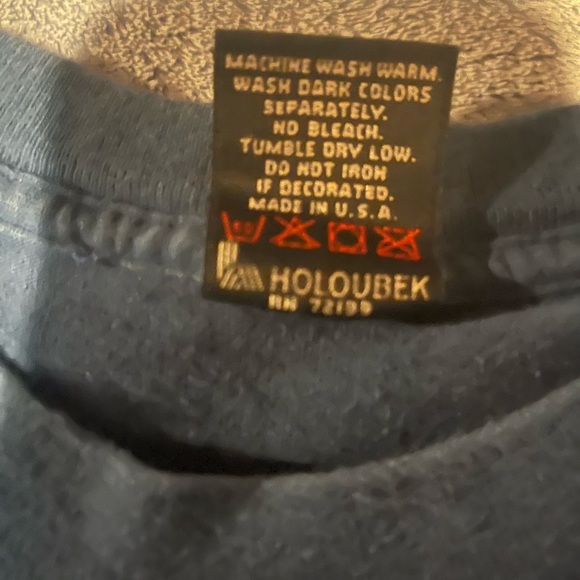 MACHINE WASH WARM.
WASH DARK COLORS
SEPARATELY.
NO BLEACH.
TUMBLE DRY LOW.
DO NOT IRON
IF DECORATED.
MADE IN U.S.A.
HOLOUBEK
RN 72199